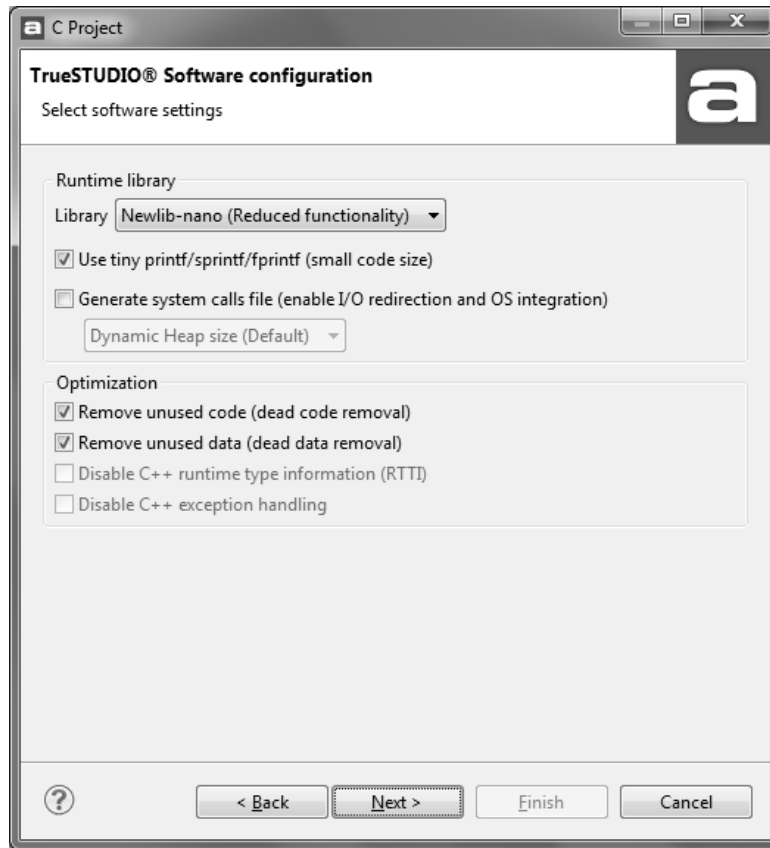 a C Project
TrueSTUDIO® Software configuration
Select software settings
a
Runtime library
Library Newlib-nano (Reduced functionality)
Use tiny printf/sprintf/fprintf (small code size)
Generate system calls file (enable I/O redirection and OS integration)
Dynamic Heap size (Default)
Optimization
Remove unused code (dead code removal)
Remove unused data (dead data removal)
Disable C++ runtime type information (RTTI)
Disable C++ exception handling
? < Back Next > Finish Cancel